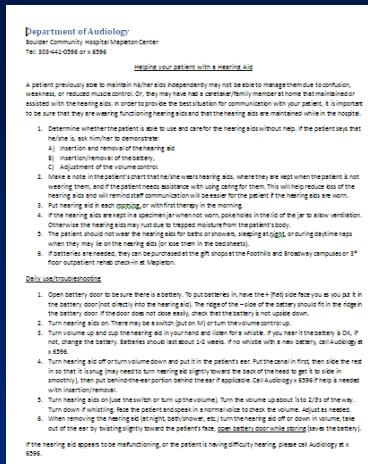 Department of Audiology
Boulder Community Hospital Mapleton Center
Tel: 303-441-0596 or x 6596
Helping your patient with a Hearing Aid
A patient previously able to maintain his/her aids independently may not be able to manage them due to confusion,
weakness, or reduced muscle control. Or, they may have had a caretaker/family member at home that maintained or
assisted with the hearing aids. In order to provide the best situation for communication with your patient, it is important
to be sure that they are wearing functioning hearing aids and that the hearing aids are maintained while in the hospital.
1. Determine whether the patient is able to use and care for the hearing aids without help. If the patient says that
he/she is, ask him/her to demonstrate:
A) Insertion and removal of the hearing aid
B) Insertion/removal of the battery,
C) Adjustment of the volume control.
2. Make a note in the patient's chart that he/she wears hearing aids, where they are kept when the patient is not
wearing them, and if the patient needs assistance with using caring for them. This will help reduce loss of the
hearing aids and will remind staff communication will be easier for the patient if the hearing aids are worn.
3. Put hearing aid in each morning, or with first therapy in the morning.
4. If the hearing aids are kept in a specimen jar when not worn, poke holes in the lid of the jar to allow ventilation.
Otherwise the hearing aids may rust due to trapped moisture from the patient's body.
5. The patient should not wear the hearing aids for baths or showers, sleeping at night, or during daytime naps
when they may lie on the hearing aids (or lose them in the bed sheets).
6. If batteries are needed, they can be purchased at the gift shops at the Foothills and Broadway campuses or 3rd
floor outpatient rehab check-in at Mapleton.
Daily use/troubleshooting
1. Open battery door to be sure there is a battery. To put batteries in, have the + (flat) side face you as you put it in
the battery door (not directly into the hearing aid). The ridge of the – side of the battery should fit in the ridge in
the battery door. If the door does not close easily, check that the battery is not upside down.
2. Turn hearing aids on. There may be a switch (put on M) or turn the volume control up.
3. Turn volume up and cup the hearing aid in your hand and listen for a whistle. If you hear it the battery is OK, if
not, change the battery. Batteries should last about 1-2 weeks. If no whistle with a new battery, call Audiology at
x 6596.
4. Turn hearing aid off or turn volume down and put it in the patient's ear. Put the canal in first, then slide the rest
in so that it is snug (may need to turn hearing aid slightly toward the back of the head to get it to slide in
smoothly), then put behind-the-ear portion behind the ear if applicable. Call Audiology x 6596 if help is needed
with insertion/removal.
5. Turn hearing aids on (use the switch or turn up the volume). Turn the volume up about ½ to 2/3's of the way.
Turn down if whistling. Face the patient and speak in a normal voice to check the volume. Adjust as needed.
6. When removing the hearing aid (at night, bath/shower, etc.) turn the hearing aid off or down in volume, take
out of the ear by twisting slightly toward the patient's face, open battery door while storing (saves the battery).
If the hearing aid appears to be malfunctioning, or the patient is having difficulty hearing, please call Audiology at x
6596.